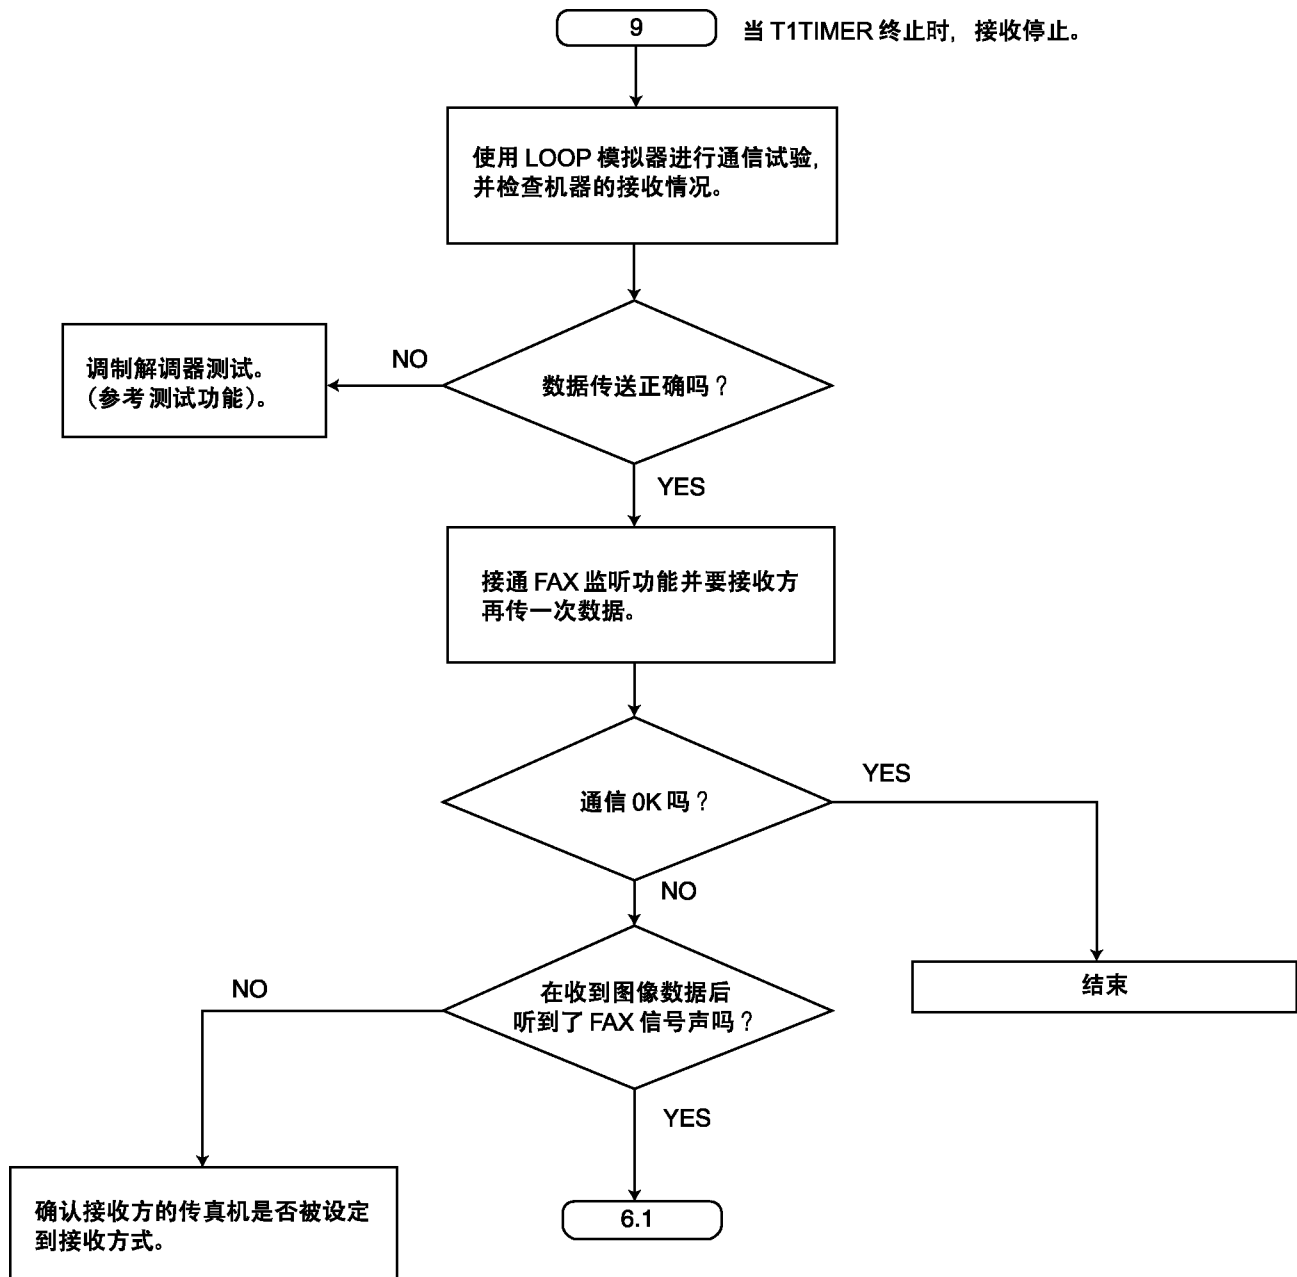 9
当 T1TIMER 终止时，接收停止。
使用 LOOP 模拟器进行通信试验，
并检查机器的接收情况。
调制解调器测试。
（参考测试功能）。
NO
数据传送正确吗？
YES
接通 FAX 监听功能并要接收方
再传一次数据。
通信 0K 吗？
YES
NO
结束
NO
在收到图像数据后
听到了 FAX 信号声吗？
YES
确认接收方的传真机是否被设定
到接收方式。
6.1